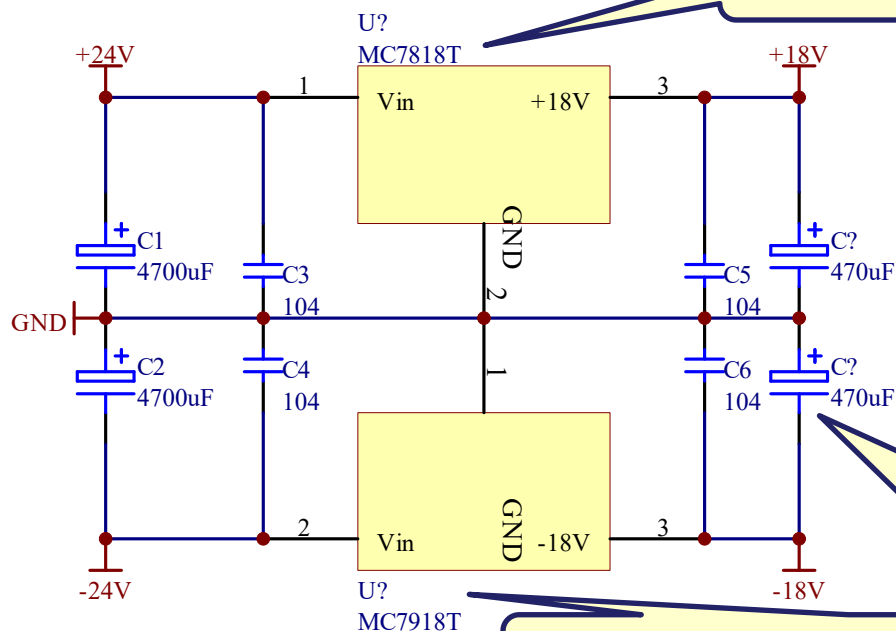 U?
MC7818T
+24V
+18V
1
Vin
+18V
3
GND
2
C1
4700uF
C3
104
C5
104
C?
470uF
GND
C2
4700uF
C4
104
1
C6
104
C?
470uF
2
Vin
GND
-18V
3
-24V
-18V
U?
MC7918T